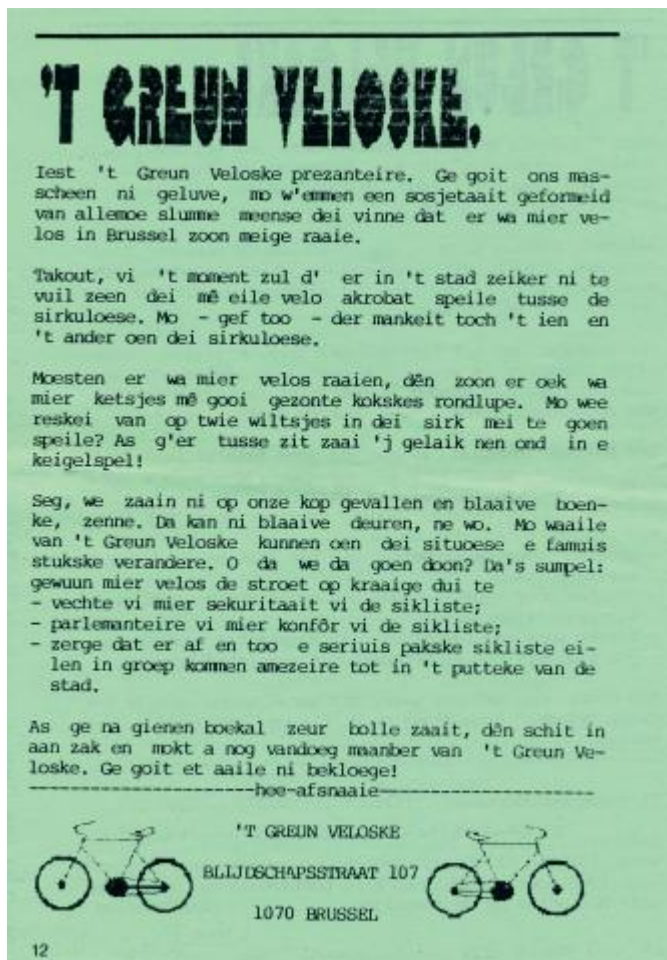 'T GREUN VELOSKE.
Iest 't Greun Veloske prezanteire. Ge goit ons mas-
scheen ni geluve, mo w'emmen een sosjetaait geformeid
van allemoe slumme meense dei vinne dat er wa mier ve-
los in Brussel zoon meige raaie.
Takout, vi 't moment zul d' er in 't stad zeiker ni te
vuil zeen dei mê eile velo akrobat speile tusse de
sirkuloese. Mo - gef too - der mankeit toch 't ien en
't ander oen dei sirkuloese.
Moesten er wa mier velos raaien, dên zoon er oek wa
mier ketsjes mê gooi gezonte kokskes rondlupe. Mo wee
reskei van op twie wiltsjes in dei sirk mei te goen
speile? As g'er tusse zit zaai 'j gelaik nen ond in e
keigelspel!
Seg, we zaain ni op onze kop gevallen en blaaive boen-
ke, zenne. Da kan ni blaaive deuren, ne wo. Mo waaile
van 't Greun Veloske kunnen oen dei situoese e famuis
stukske verandere. O da we da goen doon? Da's sumpel:
gewuun mier velos de stroet op kraaige dui te
- vechte vi mier sekuritaait vi de sikliste;
- parlemanteire vi mier konfôr vi de sikliste;
- zerge dat er af en too e seriuis pakske sikliste ei-
len in groep kommen amezeire tot in 't putteke van de
stad.
As ge na gienen boekal zeur bolle zaait, dên schit in
aan zak en mokt a nog vandoeg maanber van 't Greun Ve-
loske. Ge goit et aaile ni bekloege!
----------------------hee-afsnaaie---------------------
'T GREUN VELOSKE
BLIJDSCHAPSSTRAAT 107
1070 BRUSSEL
12